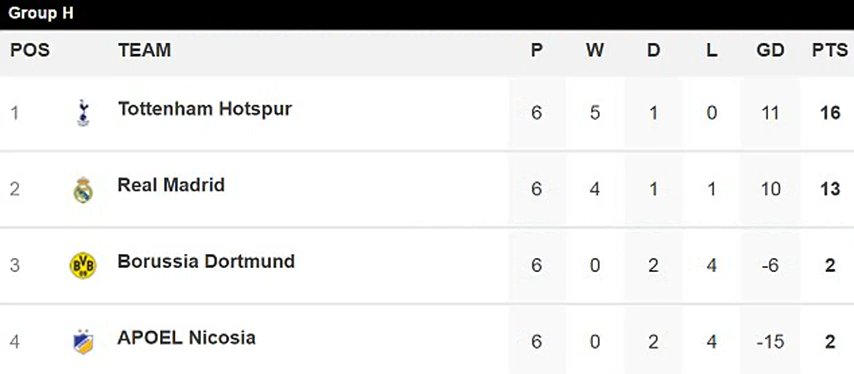 Group H
POS TEAM P W D L GD PTS
1 Tottenham Hotspur 6 5 1 0 11 16
2 Real Madrid 6 4 1 1 10 13
3 BVB 09 Borussia Dortmund 6 0 2 4 -6 2
4 APOEL Nicosia 6 0 2 4 -15 2